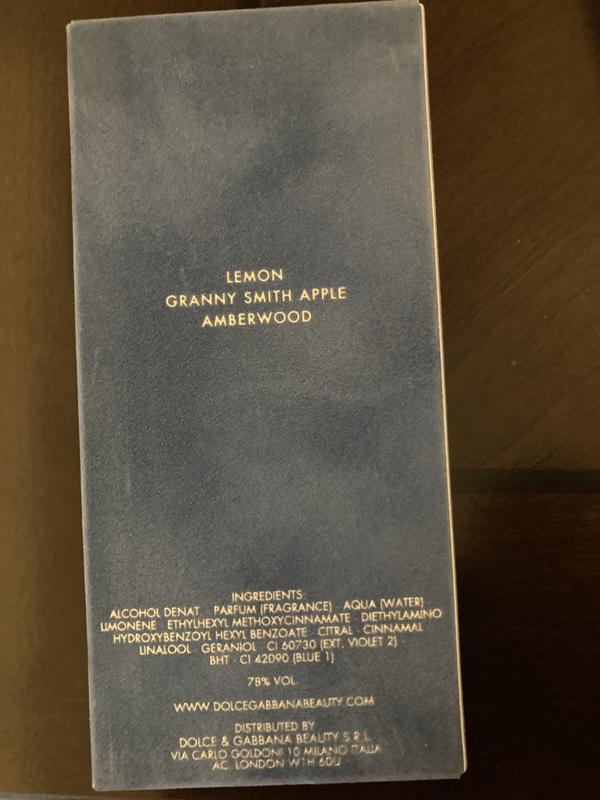 LEMON
GRANNY SMITH APPLE
AMBERWOOD
INGREDIENTS:
ALCOHOL DENAT · PARFUM (FRAGRANCE) · AQUA (WATER)
LIMONENE · ETHYLHEXYL METHOXYCINNAMATE · DIETHYLAMINO
HYDROXYBENZOYL HEXYL BENZOATE · CITRAL · CINNAMAL
LINALOOL · GERANIOL · CI 60730 (EXT. VIOLET 2)
BHT · CI 42090 (BLUE 1)
78% VOL
WWW.DOLCEGABBANABEAUTY.COM
DISTRIBUTED BY
DOLCE & GABBANA BEAUTY S.R.L.
VIA CARLO GOLDONI 10 MILANO ITALIA
AC. LONDON W1H 6DU